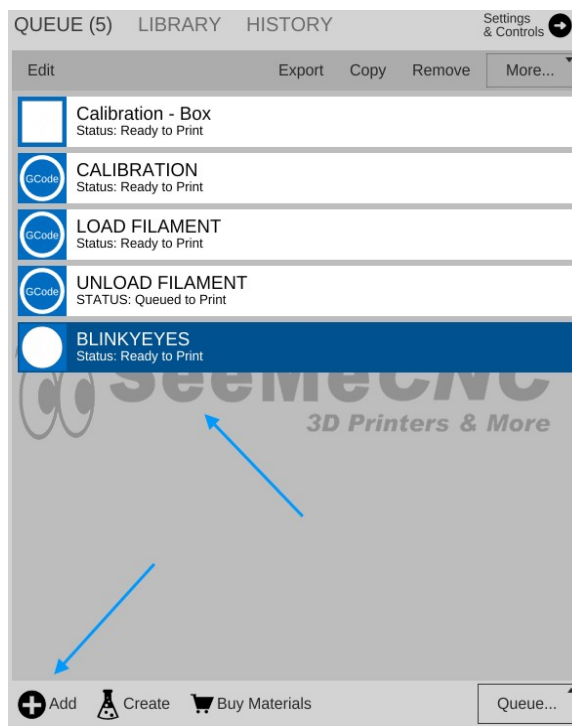 QUEUE (5) LIBRARY HISTORY Settings & Controls
Edit Export Copy Remove More...
Calibration - Box
Status: Ready to Print
GCode
CALIBRATION
Status: Ready to Print
GCode
LOAD FILAMENT
Status: Ready to Print
GCode
UNLOAD FILAMENT
STATUS: Queued to Print
BLINKYEYES
Status: Ready to Print
SeeMeCNC
3D Printers & More
Add Create Buy Materials Queue...